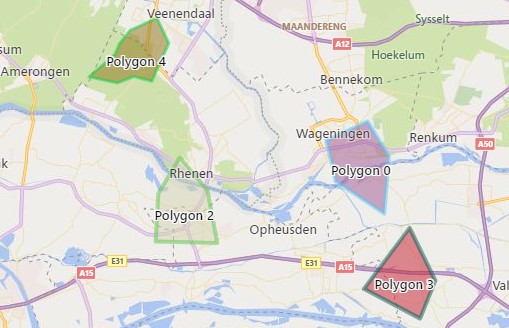 Veenendaal
Sysselt
MAANDERENG
A12
Hoekelum
sum
Polygon 4
Amerongen
Bennekom
Wageningen
Renkum
A50
ik
Rhenen
Polygon 0
Polygon 2
Opheusden
E31
E31
A15
A15
Polygon 3
Val